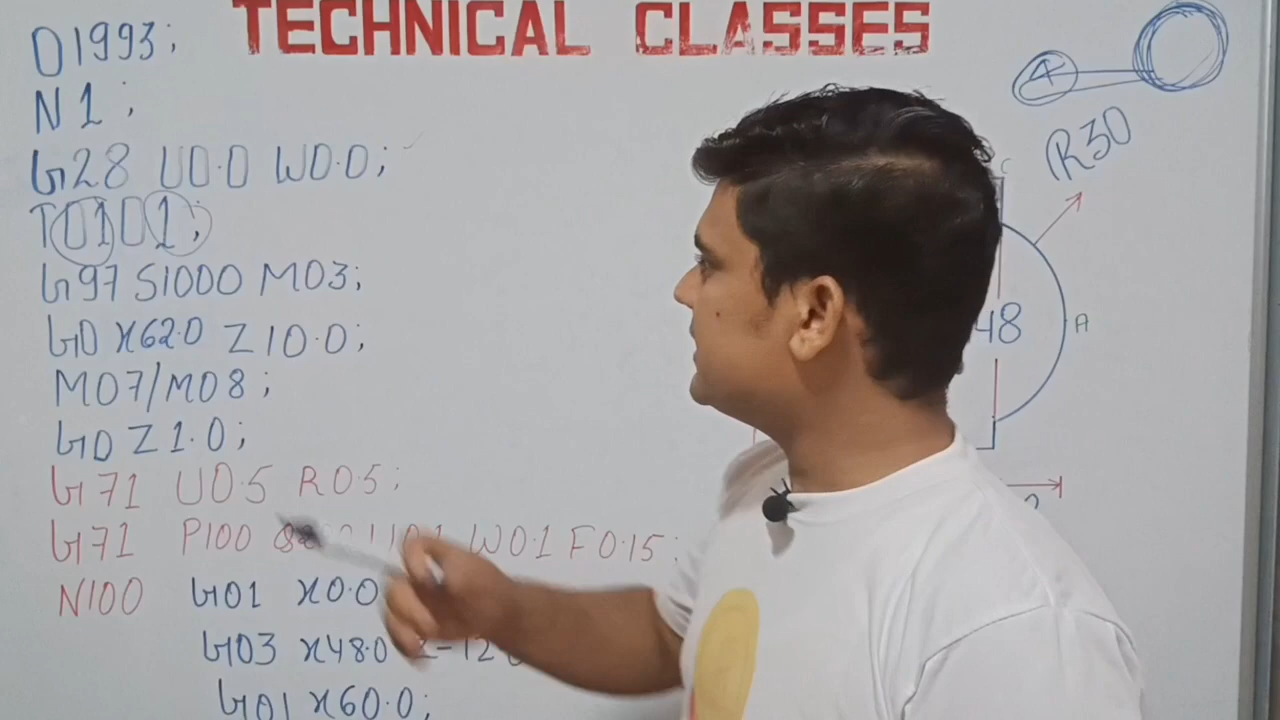 TECHNICAL CLASSES
O1993;
N1;
G28 U0.0 W0.0;
T0101;
G97 S1000 M03;
G0 X62.0 Z10.0;
M07/M08;
G0 Z1.0;
G71 U0.5 R0.5;
G71 P100 W0.1 F0.15;
N100 G01 X0.0
G03 X48.0 Z-12.0
G01 X60.0;
R30
48
A